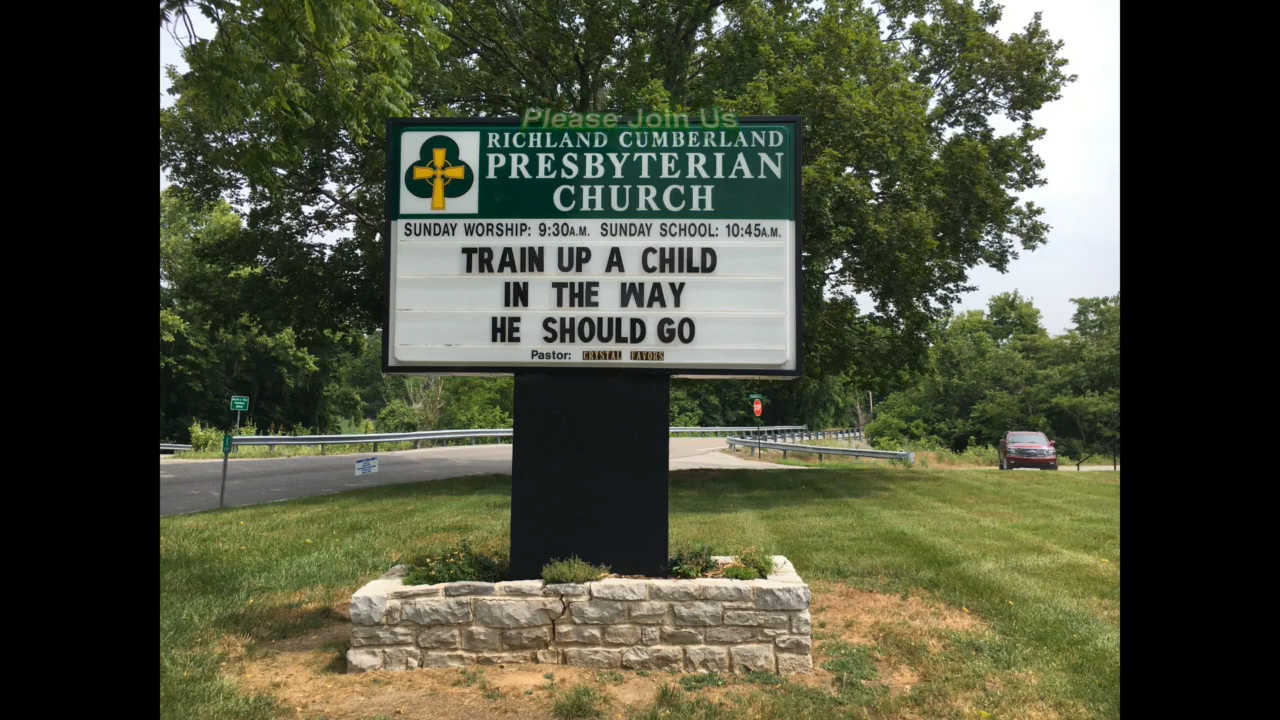 Please Join Us
RICHLAND CUMBERLAND
PRESBYTERIAN
CHURCH
SUNDAY WORSHIP: 9:30A.M. SUNDAY SCHOOL: 10:45A.M.
TRAIN UP A CHILD
IN THE WAY
HE SHOULD GO
Pastor: CRYSTAL FAVORS